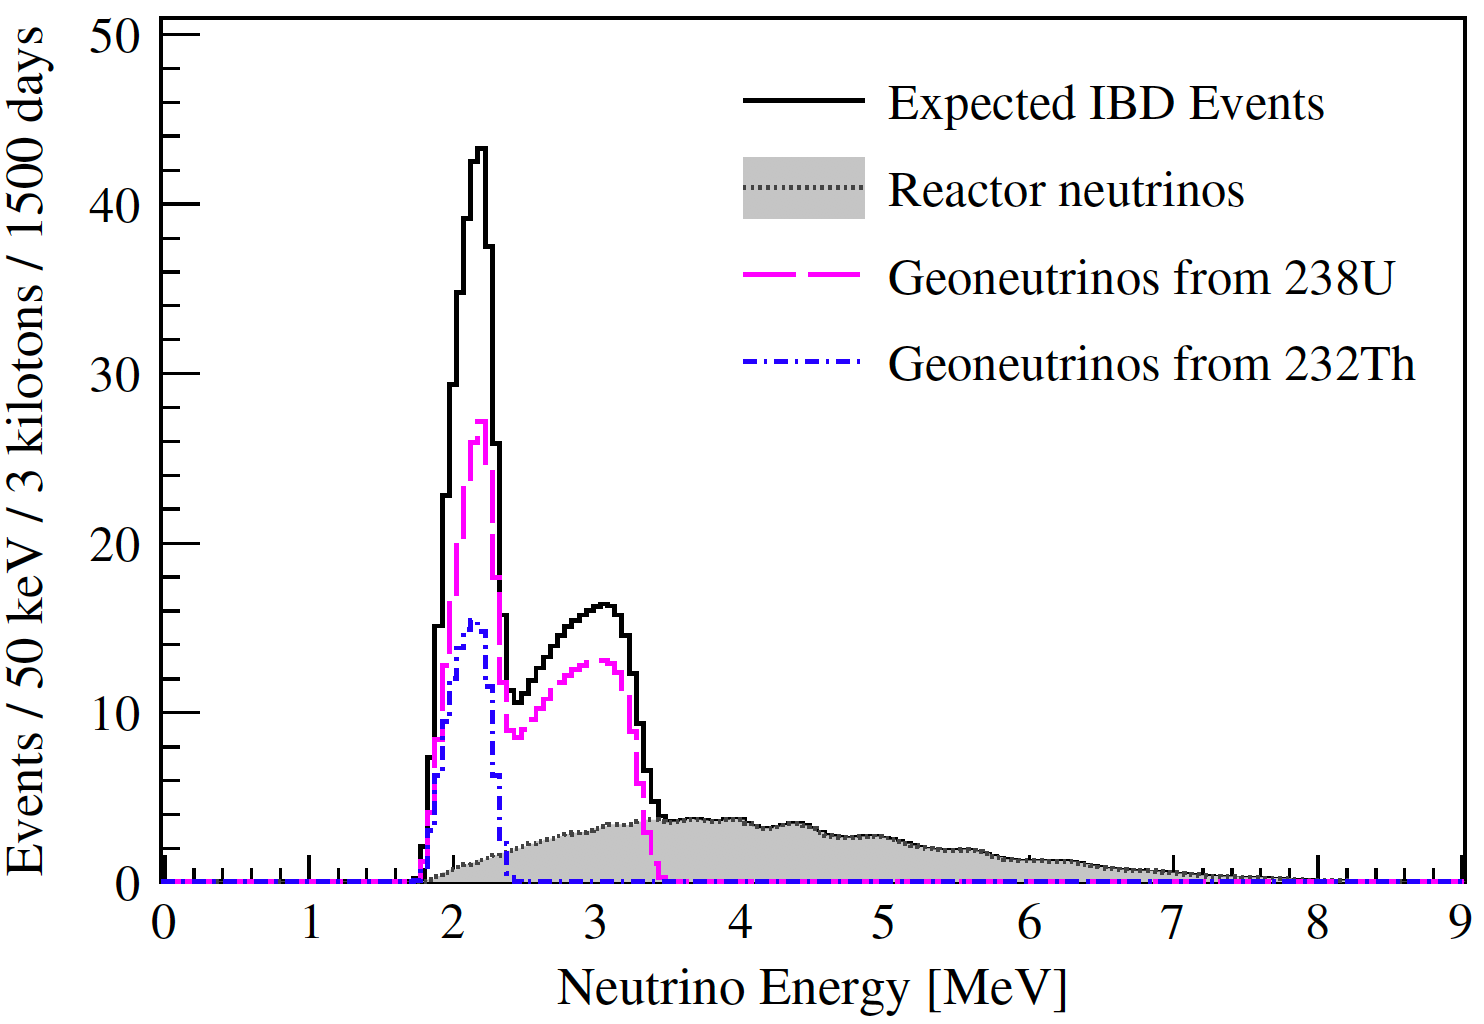 Events / 50 keV / 3 kilotons / 1500 days
50
40
30
20
10
0
Expected IBD Events
Reactor neutrinos
Geoneutrinos from 238U
Geoneutrinos from 232Th
0 1 2 3 4 5 6 7 8 9
Neutrino Energy [MeV]